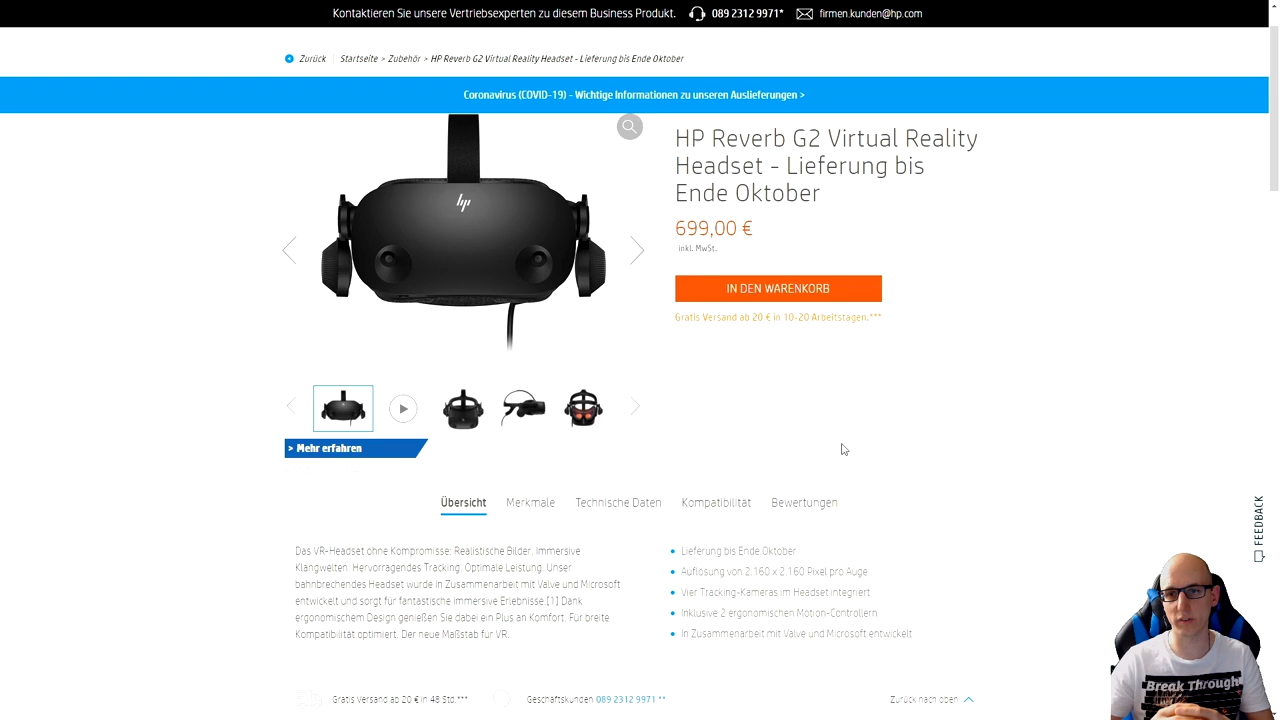 Kontaktieren Sie unsere Vertriebsexperten zu diesem Business Produkt. 089 2312 9971* firmen.kunden@hp.com
Zurück Startseite > Zubehör > HP Reverb G2 Virtual Reality Headset - Lieferung bis Ende Oktober
Coronavirus (COVID-19) - Wichtige Informationen zu unseren Auslieferungen >
hp
HP Reverb G2 Virtual Reality
Headset - Lieferung bis
Ende Oktober
699,00 €
inkl. MwSt.
IN DEN WARENKORB
Gratis Versand ab 20 € in 10-20 Arbeitstagen.***
> Mehr erfahren
Übersicht Merkmale Technische Daten Kompatibilität Bewertungen
FEEDBACK
Das VR-Headset ohne Kompromisse: Realistische Bilder. Immersive
Klangwelten. Hervorragendes Tracking. Optimale Leistung. Unser
bahnbrechendes Headset wurde in Zusammenarbeit mit Valve und Microsoft
entwickelt und sorgt für fantastische immersive Erlebnisse.[1] Dank
ergonomischem Design genießen Sie dabei ein Plus an Komfort. Für breite
Kompatibilität optimiert. Der neue Maßstab für VR.
Lieferung bis Ende Oktober
Auflösung von 2.160 x 2.160 Pixel pro Auge
Vier Tracking-Kameras im Headset integriert
Inklusive 2 ergonomischen Motion-Controllern
In Zusammenarbeit mit Valve und Microsoft entwickelt
Gratis Versand ab 20 € in 48 Std.*** Geschäftskunden 089 2312 9971 ** Zurück nach oben
Break Through